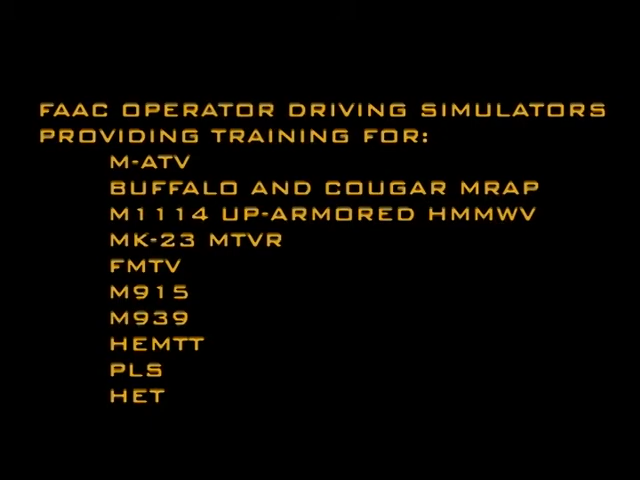 FAAC OPERATOR DRIVING SIMULATORS
PROVIDING TRAINING FOR:
M-ATV
BUFFALO AND COUGAR MRAP
M1114 UP-ARMORED HMMWV
MK-23 MTVR
FMTV
M915
M939
HEMTT
PLS
HET